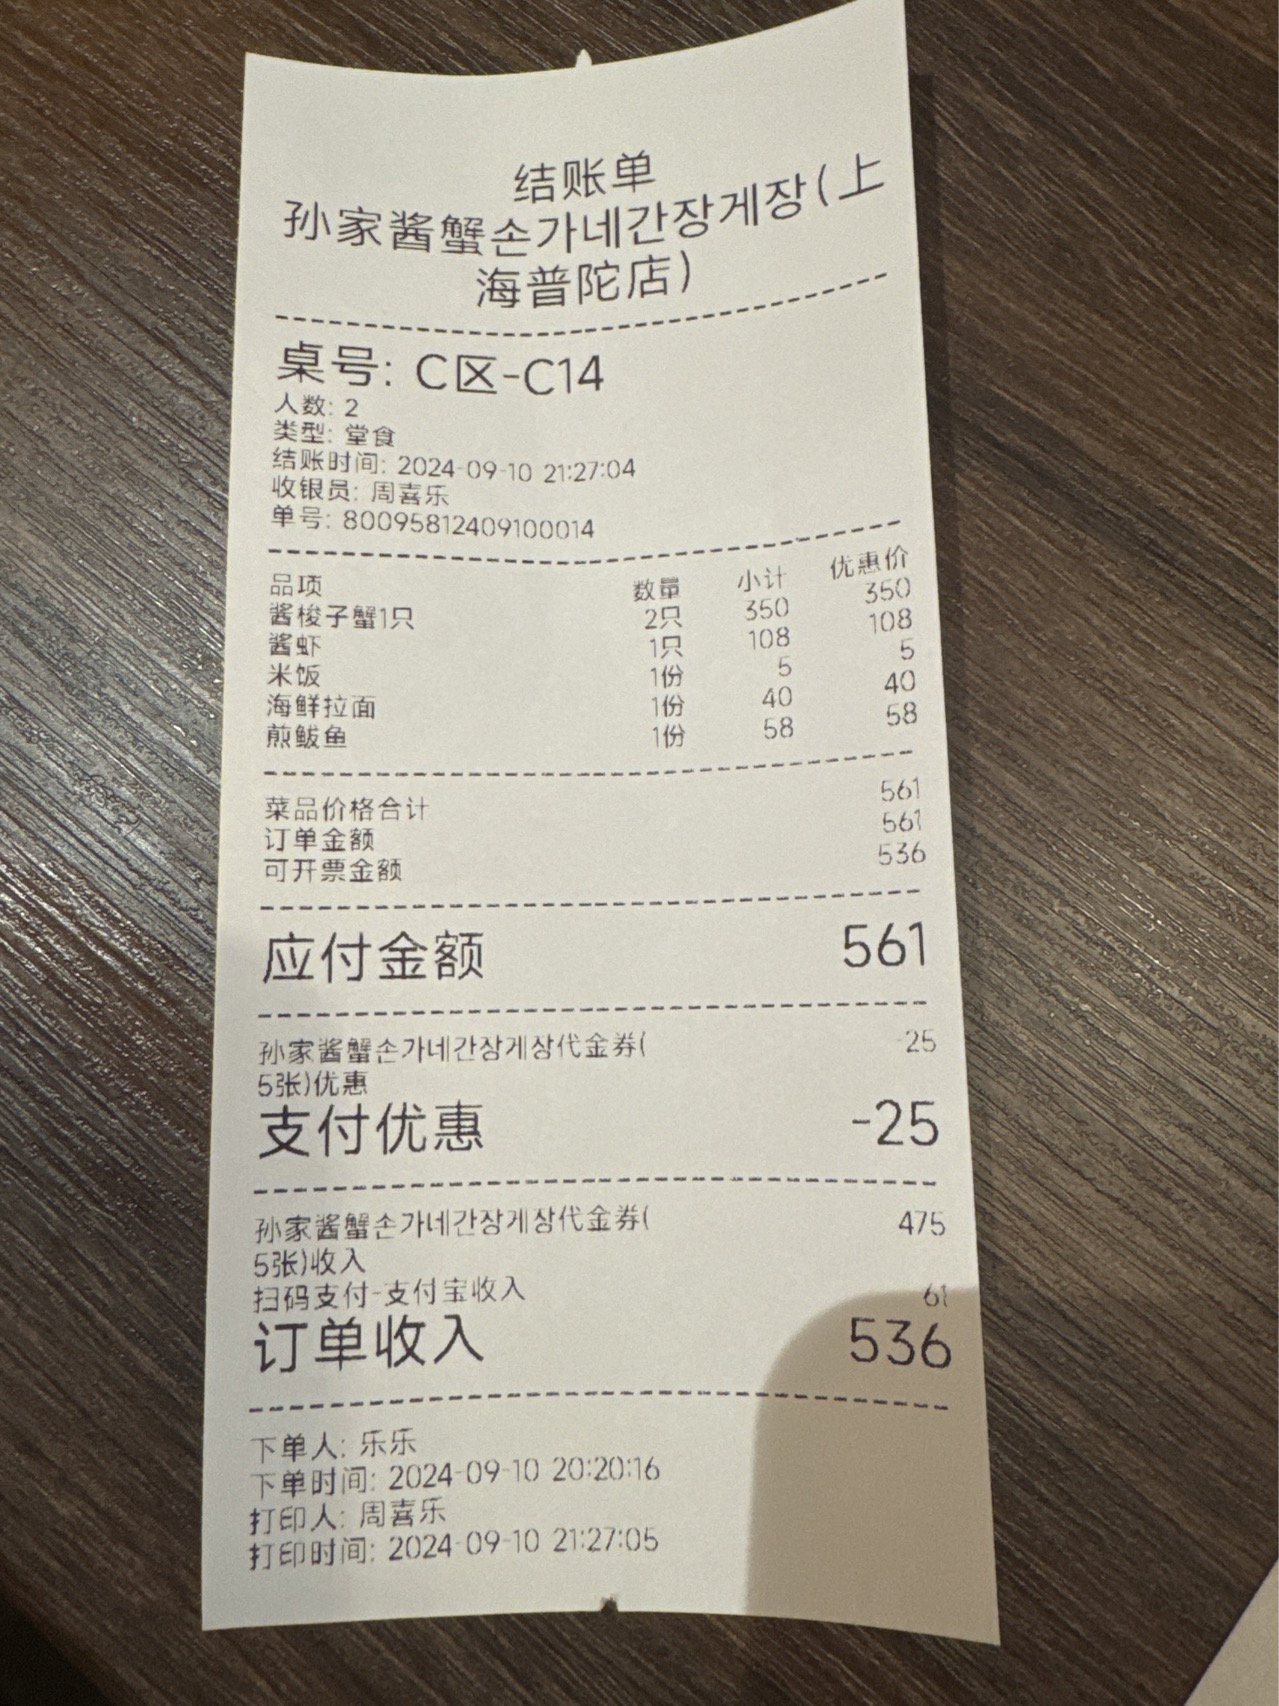 结账单
孙家酱蟹손가네간장게장(上
海普陀店)
桌号: C区-C14
人数: 2
类型: 堂食
结账时间: 2024-09-10 21:27:04
收银员: 周喜乐
单号: 80095812409100014
品项 数量 小计 优惠价
酱梭子蟹1只 2只 350 350
酱虾 1只 108 108
米饭 1份 5 5
海鲜拉面 1份 40 40
煎鲅鱼 1份 58 58
菜品价格合计 561
订单金额 561
可开票金额 536
应付金额 561
孙家酱蟹손가네간장게장代金券( -25
5张)优惠
支付优惠 -25
孙家酱蟹손가네간장게장代金券( 475
5张)收入
扫码支付-支付宝收入 61
订单收入 536
下单人: 乐乐
下单时间: 2024-09-10 20:20:16
打印人: 周喜乐
打印时间: 2024-09-10 21:27:05